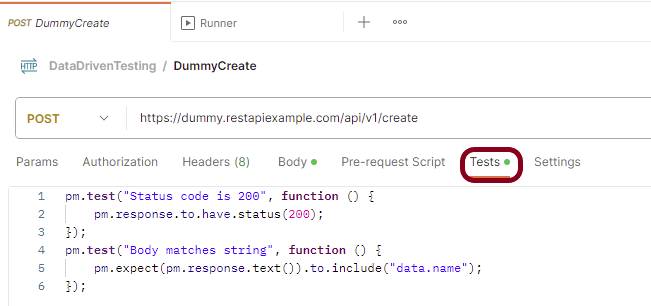 POST DummyCreate Runner
HTTP DataDrivenTesting / DummyCreate
POST https://dummy.restapiexample.com/api/v1/create
Params Authorization Headers (8) Body Pre-request Script Tests Settings
1 pm.test("Status code is 200", function () {
2 pm.response.to.have.status(200);
3 });
4 pm.test("Body matches string", function () {
5 pm.expect(pm.response.text()).to.include("data.name");
6 });